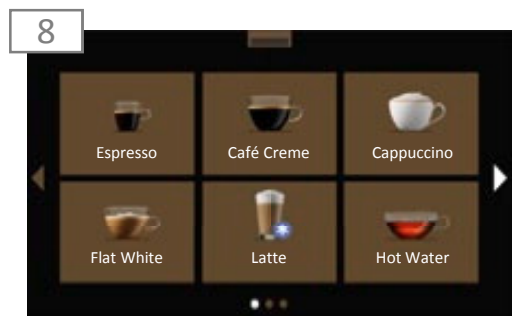 8
Espresso
Café Creme
Cappuccino
Flat White
Latte
Hot Water